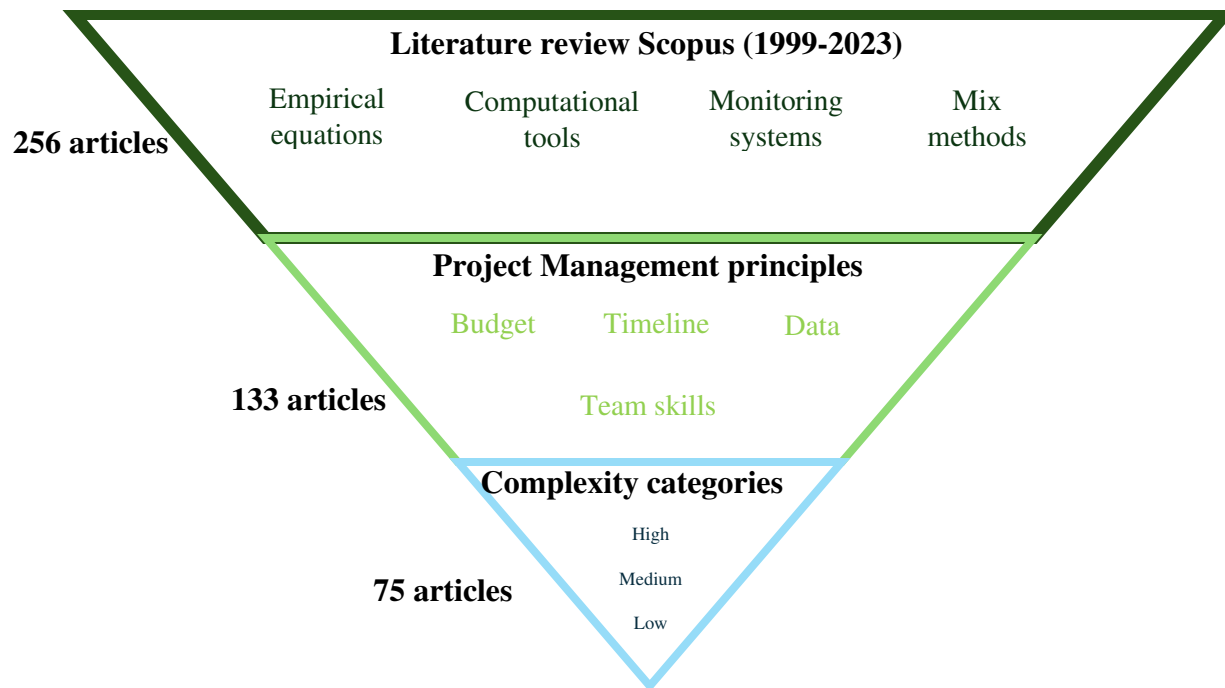 Literature review Scopus (1999-2023)
Empirical
equations
Computational
tools
Monitoring
systems
Mix
methods
256 articles
Project Management principles
Budget
Timeline
Data
Team skills
133 articles
Complexity categories
High
Medium
Low
75 articles